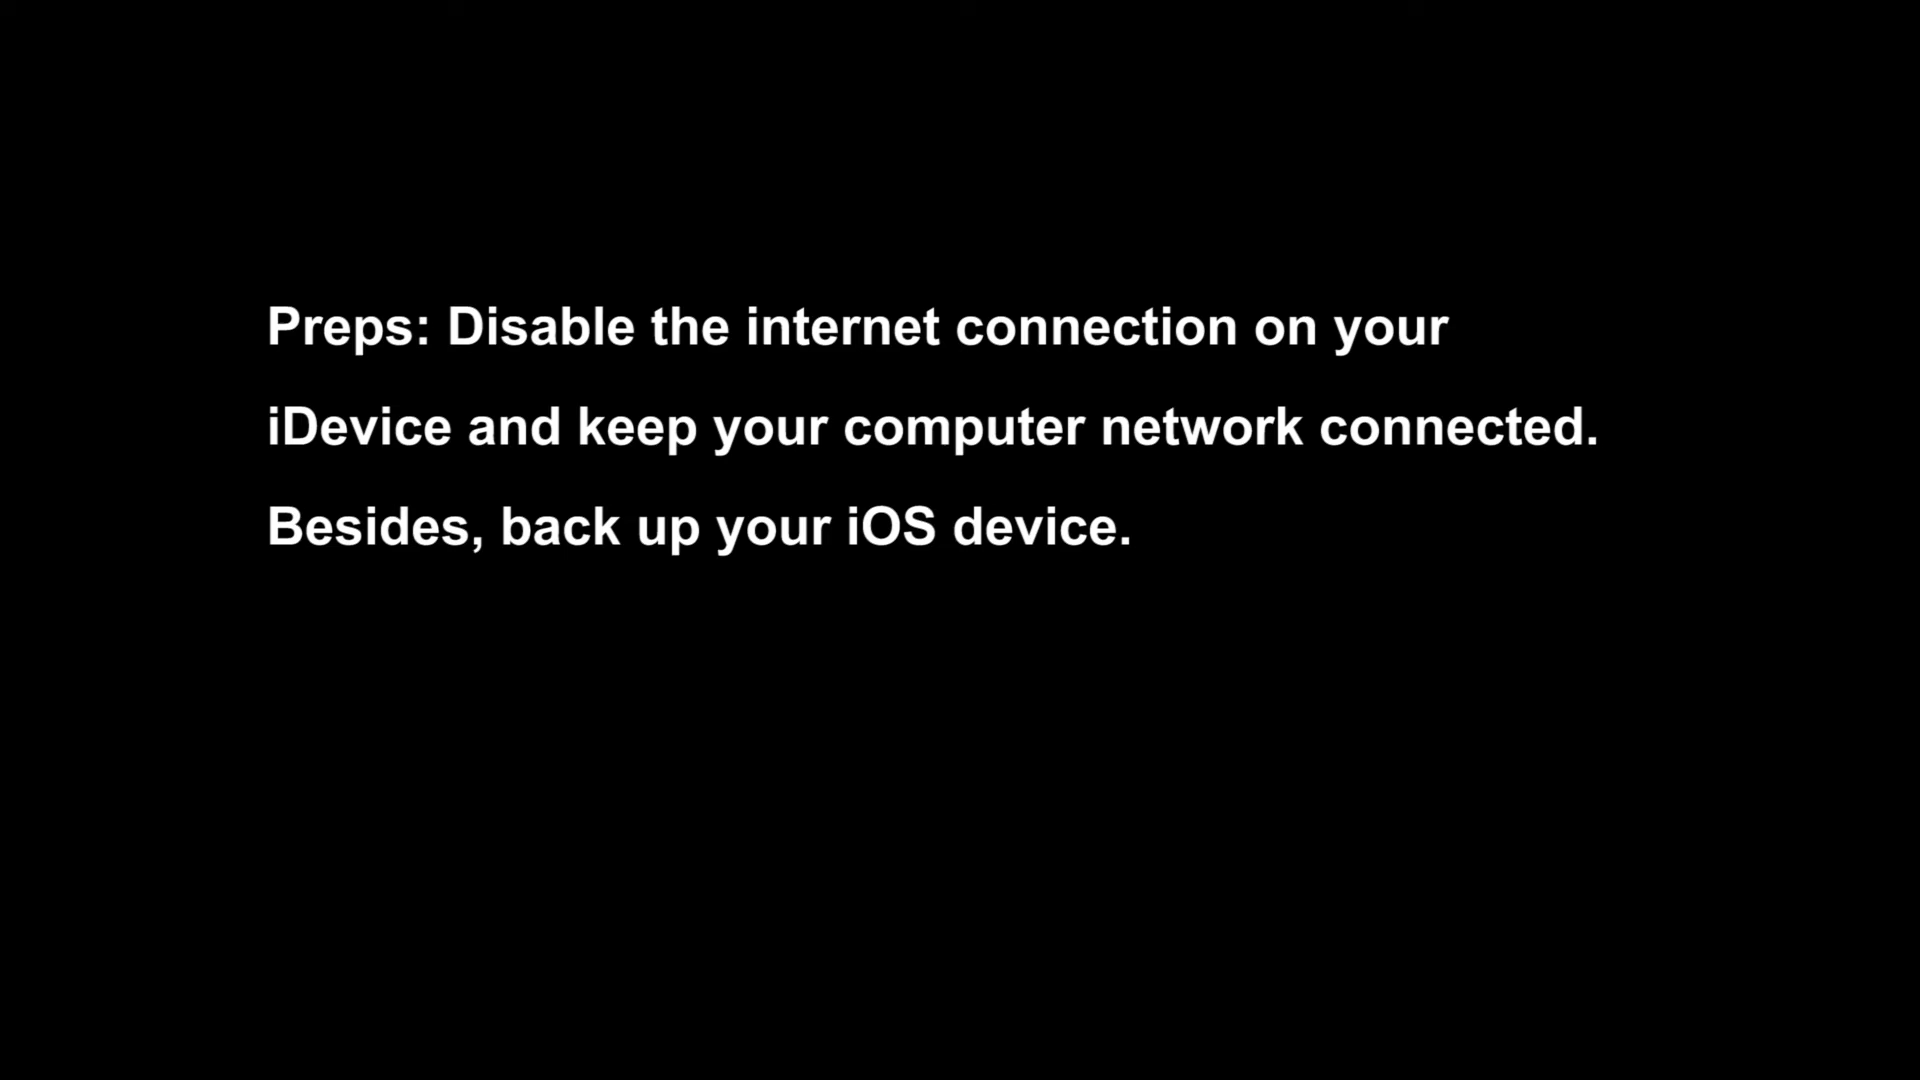 Preps: Disable the internet connection on your
iDevice and keep your computer network connected.
Besides, back up your iOS device.